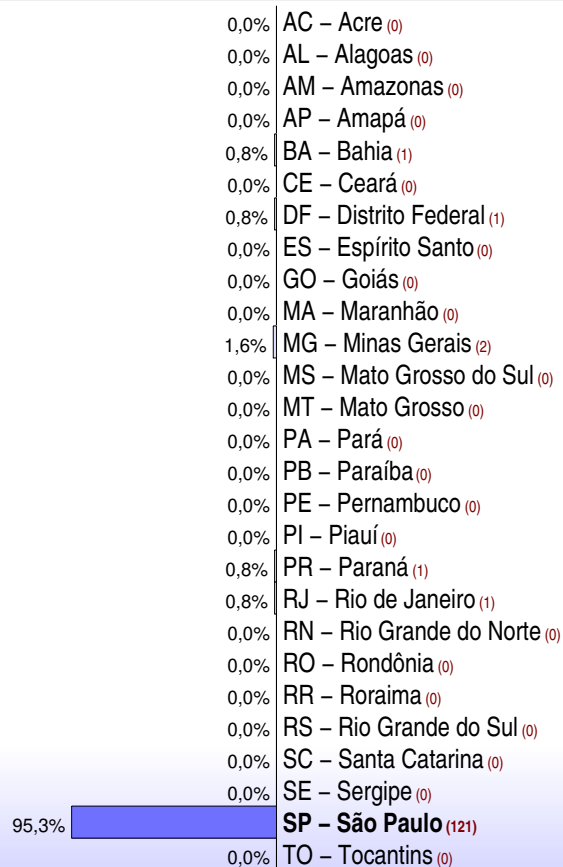 0,0% AC – Acre (0)
0,0% AL – Alagoas (0)
0,0% AM – Amazonas (0)
0,0% AP – Amapá (0)
0,8% BA – Bahia (1)
0,0% CE – Ceará (0)
0,8% DF – Distrito Federal (1)
0,0% ES – Espírito Santo (0)
0,0% GO – Goiás (0)
0,0% MA – Maranhão (0)
1,6% MG – Minas Gerais (2)
0,0% MS – Mato Grosso do Sul (0)
0,0% MT – Mato Grosso (0)
0,0% PA – Pará (0)
0,0% PB – Paraíba (0)
0,0% PE – Pernambuco (0)
0,0% PI – Piauí (0)
0,8% PR – Paraná (1)
0,8% RJ – Rio de Janeiro (1)
0,0% RN – Rio Grande do Norte (0)
0,0% RO – Rondônia (0)
0,0% RR – Roraima (0)
0,0% RS – Rio Grande do Sul (0)
0,0% SC – Santa Catarina (0)
0,0% SE – Sergipe (0)
95,3% SP – São Paulo (121)
0,0% TO – Tocantins (0)